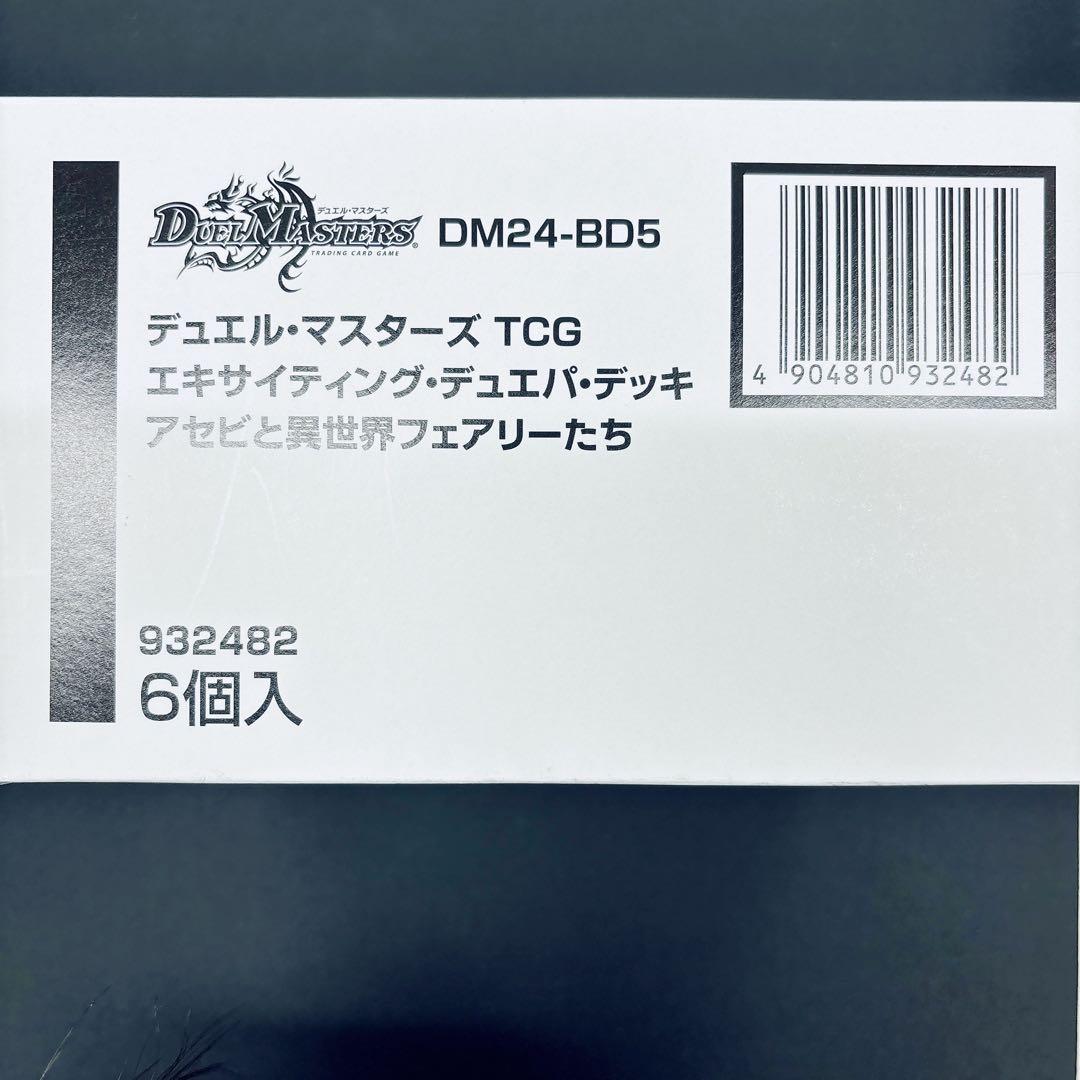 デュエル・マスターズ
DUEL MASTERS®
TRADING CARD GAME
DM24-BD5
デュエル・マスターズ TCG
エキサイティング・デュエパ・デッキ
アセビと異世界フェアリーたち
4 904810 932482
932482
6個入